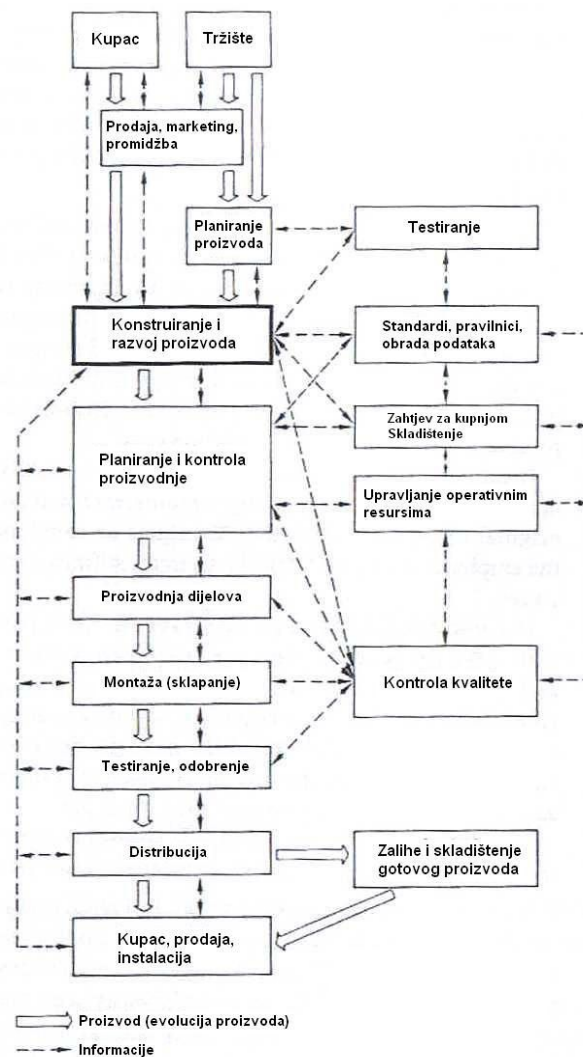 Kupac
Tržište
Prodaja, marketing,
promidžba
Planiranje
proizvoda
Testiranje
Konstruiranje i
razvoj proizvoda
Standardi, pravilnici,
obrada podataka
Zahtjev za kupnjom
Skladištenje
Planiranje i kontrola
proizvodnje
Upravljanje operativnim
resursima
Proizvodnja dijelova
Montaža (sklapanje)
Kontrola kvalitete
Testiranje, odobrenje
Distribucija
Zalihe i skladištenje
gotovog proizvoda
Kupac, prodaja,
instalacija
Proizvod (evolucija proizvoda)
Informacije